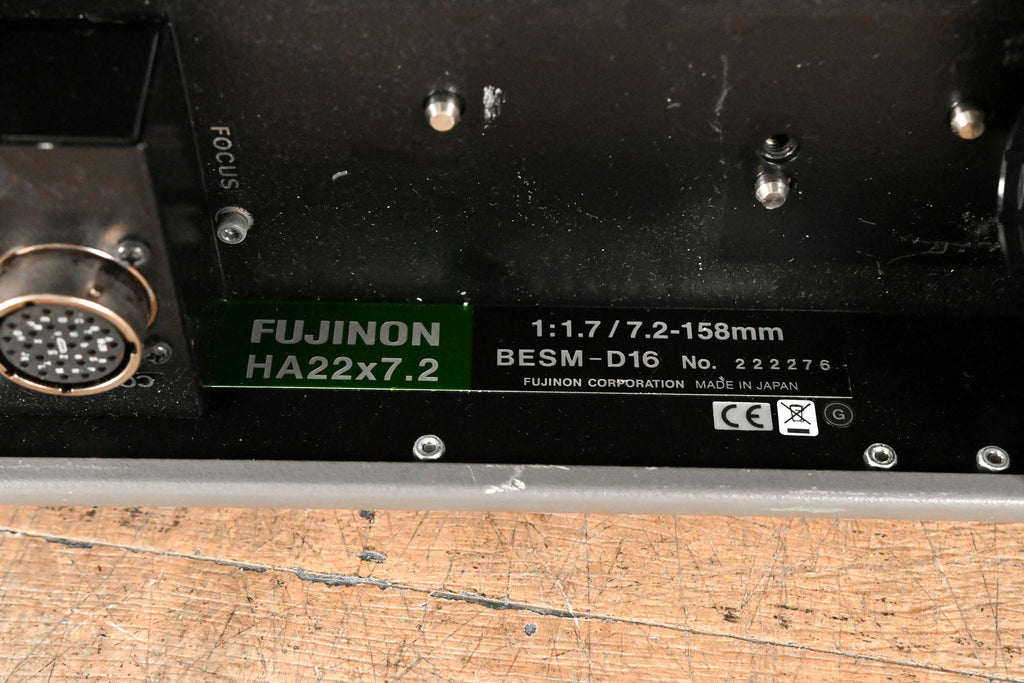 FOCUS
FUJINON
HA22x7.2
1:1.7/7.2-158mm
BESM-D16 No. 222276
FUJINON CORPORATION MADE IN JAPAN
CE
G